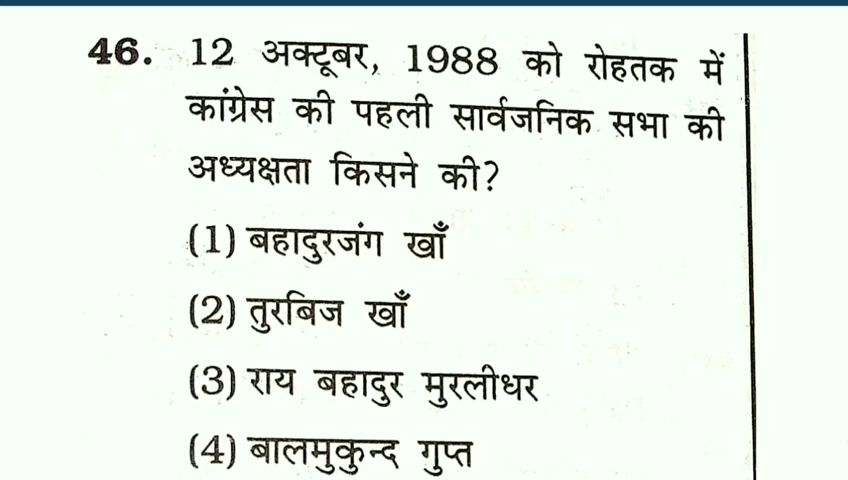 46. 12 अक्टूबर, 1988 को रोहतक में
कांग्रेस की पहली सार्वजनिक सभा की
अध्यक्षता किसने की?
(1) बहादुरजंग खाँ
(2) तुरबिज खाँ
(3) राय बहादुर मुरलीधर
(4) बालमुकुन्द गुप्त